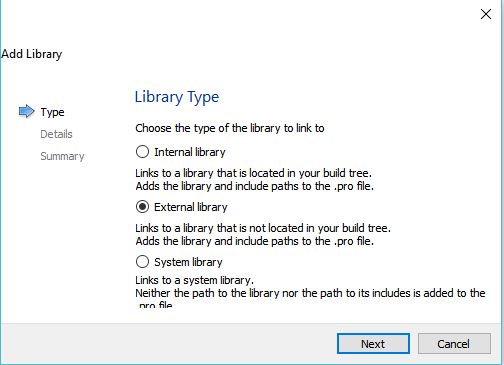 Add Library
Type
Details
Summary
Library Type
Choose the type of the library to link to
Internal library
Links to a library that is located in your build tree.
Adds the library and include paths to the .pro file.
External library
Links to a library that is not located in your build tree.
Adds the library and include paths to the .pro file.
System library
Links to a system library.
Neither the path to the library nor the path to its includes is added to the
.pro file
Next
Cancel